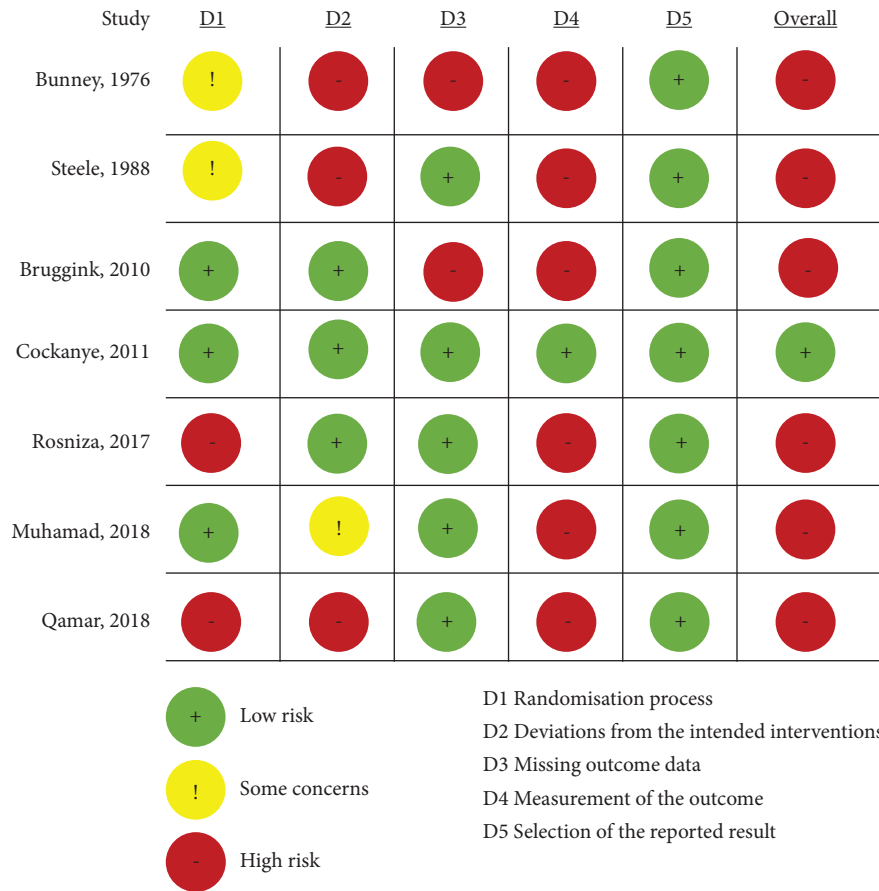 Study D1 D2 D3 D4 D5 Overall
Bunney, 1976 ! - - - + -
Steele, 1988 ! - + - + -
Bruggink, 2010 + + - - + -
Cockanye, 2011 + + + + + +
Rosniza, 2017 - + + - + -
Muhamad, 2018 + ! + - + -
Qamar, 2018 - - + - + -
+ Low risk
! Some concerns
- High risk
D1 Randomisation process
D2 Deviations from the intended interventions
D3 Missing outcome data
D4 Measurement of the outcome
D5 Selection of the reported result